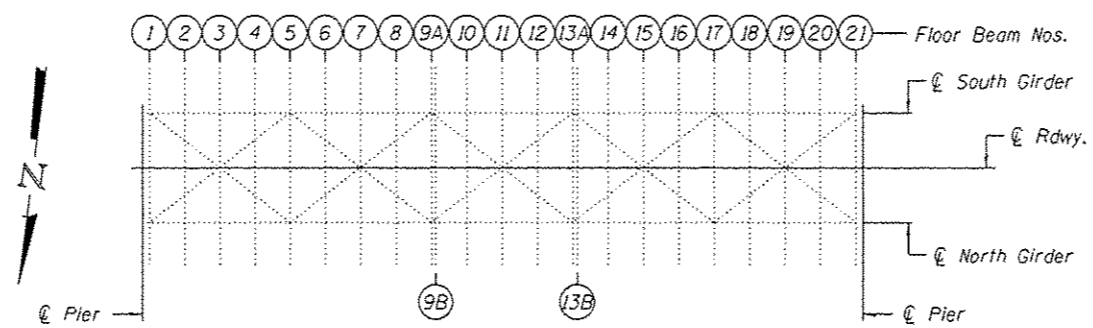 1 2 3 4 5 6 7 8 9A 10 11 12 13A 14 15 16 17 18 19 20 21 Floor Beam Nos.
℄ South Girder
℄ Rdwy.
N
℄ North Girder
9B 13B
℄ Pier ℄ Pier